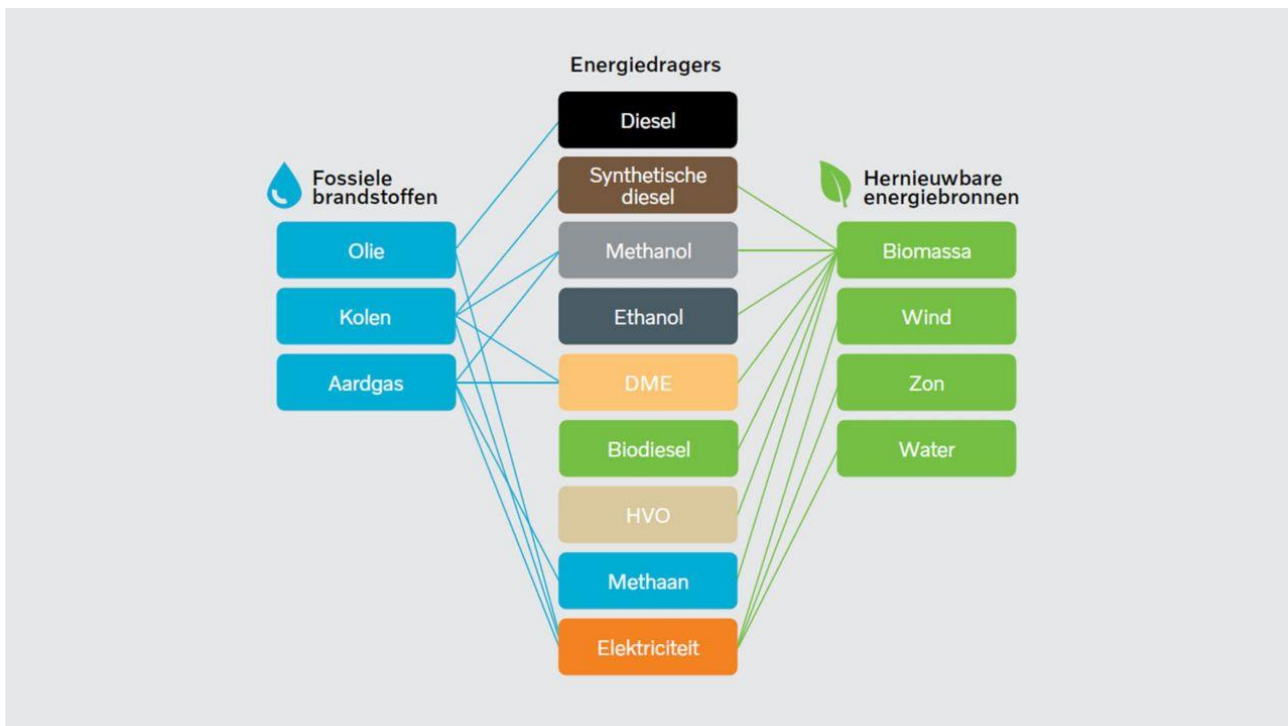 Energiedragers
Diesel
Fossiele
brandstoffen
Synthetische
diesel
Hernieuwbare
energiebronnen
Olie
Methanol
Biomassa
Kolen
Ethanol
Wind
Aardgas
DME
Zon
Biodiesel
Water
HVO
Methaan
Elektriciteit